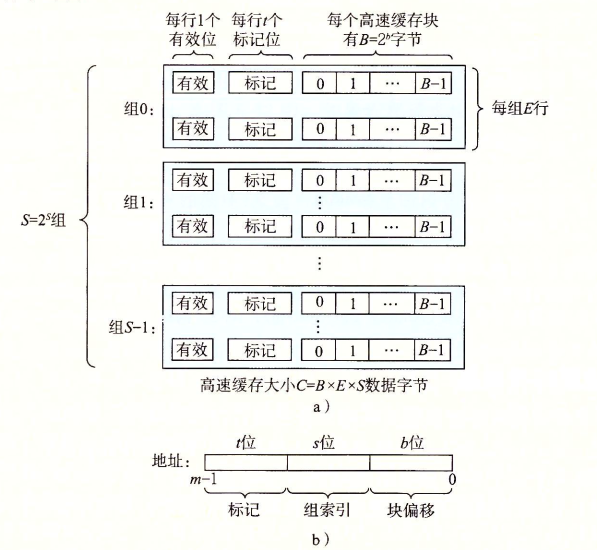 每行1个 每行t个 每个高速缓存块
有效位 标记位 有B=2^b字节
有效 标记 0 1 … B-1
组0: 每组E行
有效 标记 0 1 … B-1
有效 标记 0 1 … B-1
组1: ⋮
有效 标记 0 1 … B-1
S=2^S组
⋮
有效 标记 0 1 … B-1
组S-1: ⋮
有效 标记 0 1 … B-1
高速缓存大小C=B×E×S数据字节
a)
t位 s位 b位
地址:
m-1 0
标记 组索引 块偏移
b)